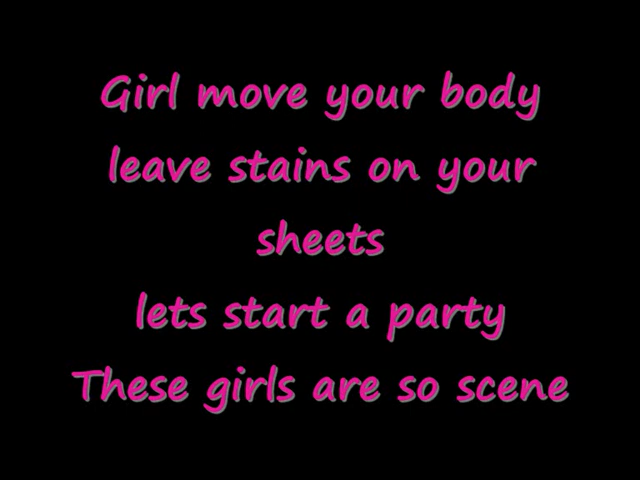 Girl move your body
leave stains on your
sheets
lets start a party
These girls are so scene